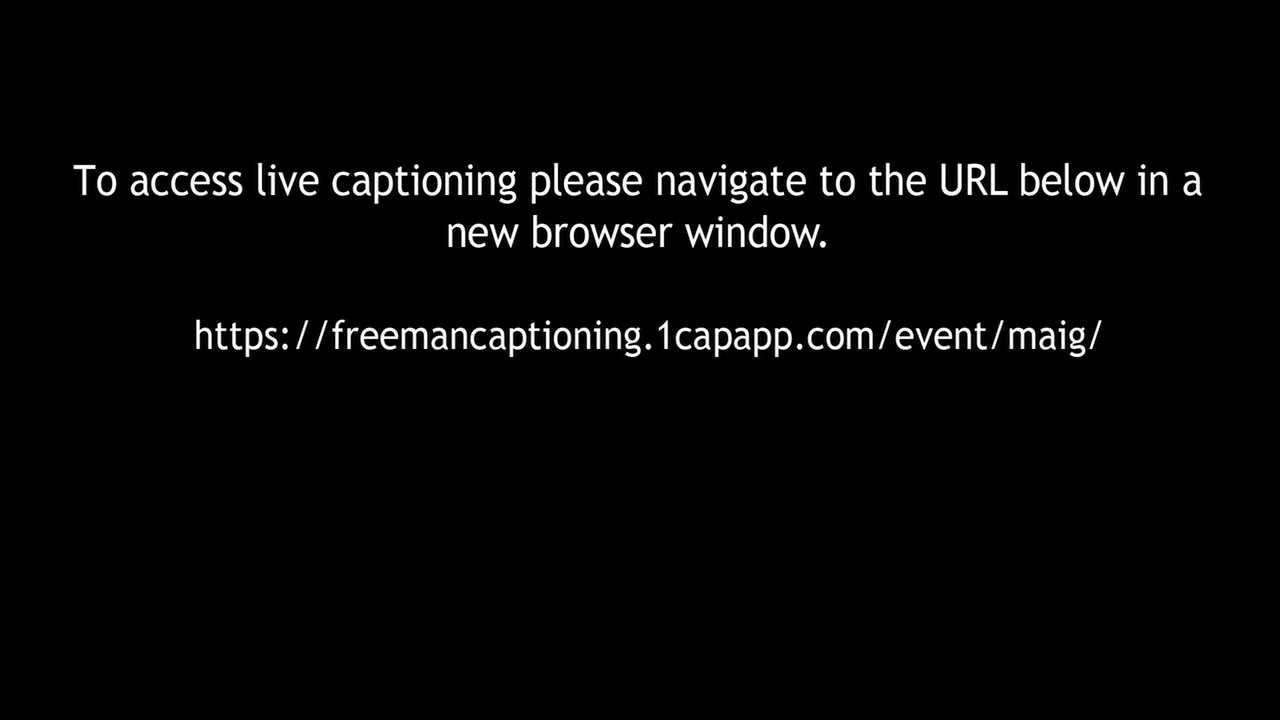 To access live captioning please navigate to the URL below in a
new browser window.
https://freemancaptioning.1capapp.com/event/maig/